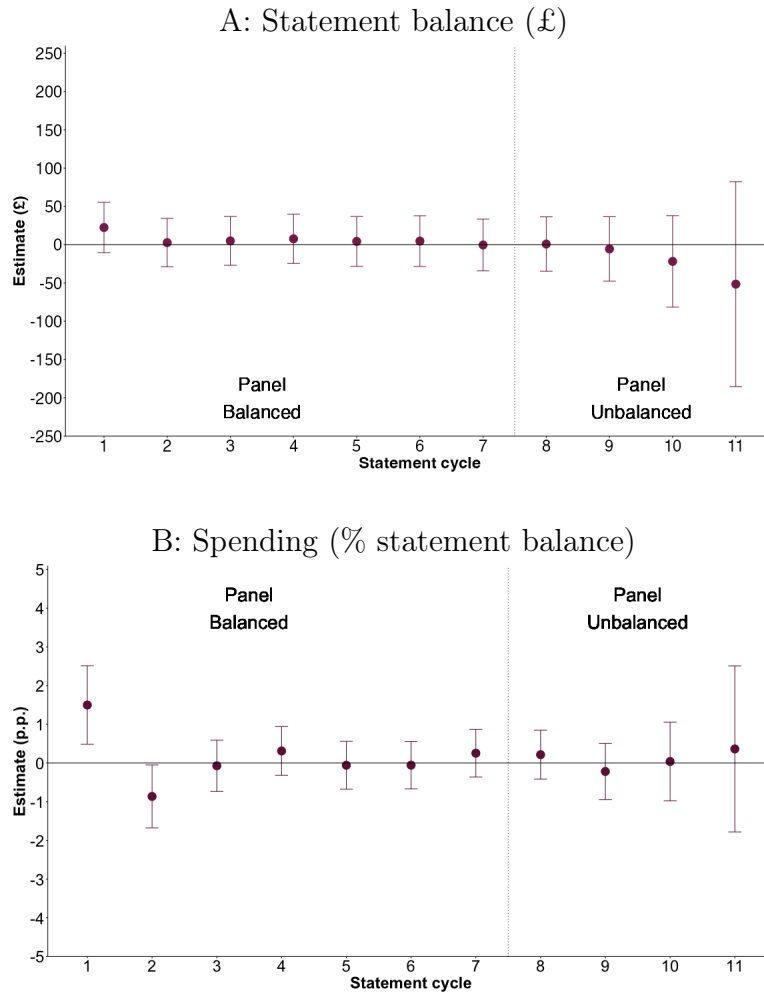 A: Statement balance (£)
250
200
150
100
50
0
-50
-100
-150
-200
-250
Estimate (£)
Panel
Balanced
Panel
Unbalanced
1 2 3 4 5 6 7 8 9 10 11
Statement cycle
B: Spending (% statement balance)
5
4
3
2
1
0
-1
-2
-3
-4
-5
Estimate (p.p.)
Panel
Balanced
Panel
Unbalanced
1 2 3 4 5 6 7 8 9 10 11
Statement cycle